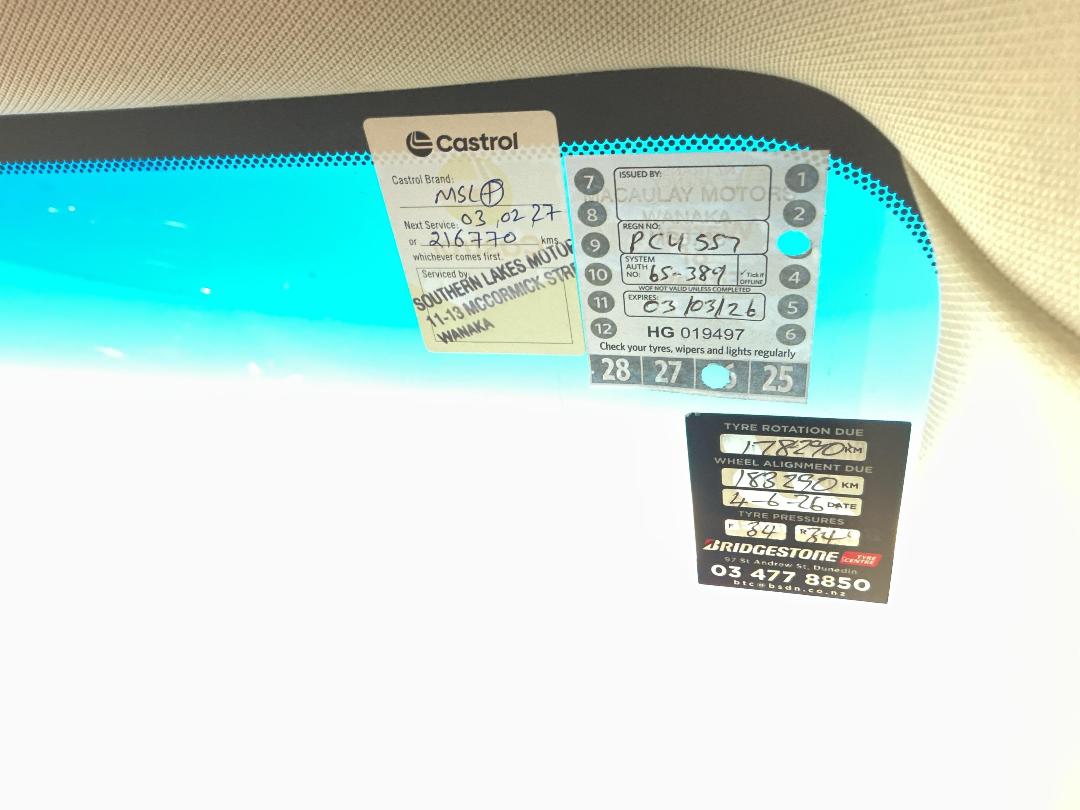 Castrol
Castrol Brand:
MSL
Next Service: 03,02,27
or 216770 kms
whichever comes first.
Serviced by
SOUTHERN LAKES MOTOR
11-13 MCCORMICK STR
WANAKA
ISSUED BY:
MACAULAY MOTORS
WANAKA
REGN NO:
PCU557
SYSTEM
AUTH
NO: 65-389
✓ Tick if
OFFLINE
WOF NOT VALID UNLESS COMPLETED
EXPIRES:
03/03/26
HG 019497
Check your tyres, wipers and lights regularly
7
8
9
10
11
12
1
2
4
5
6
28 27 25
TYRE ROTATION DUE
178290 KM
WHEEL ALIGNMENT DUE
183290 KM
4-6-26 DATE
TYRE PRESSURES
F 34 R 34
BRIDGESTONE TYRE
CENTRE
97 St Andrew St, Dunedin
03 477 8850
btc@bsdn.co.nz